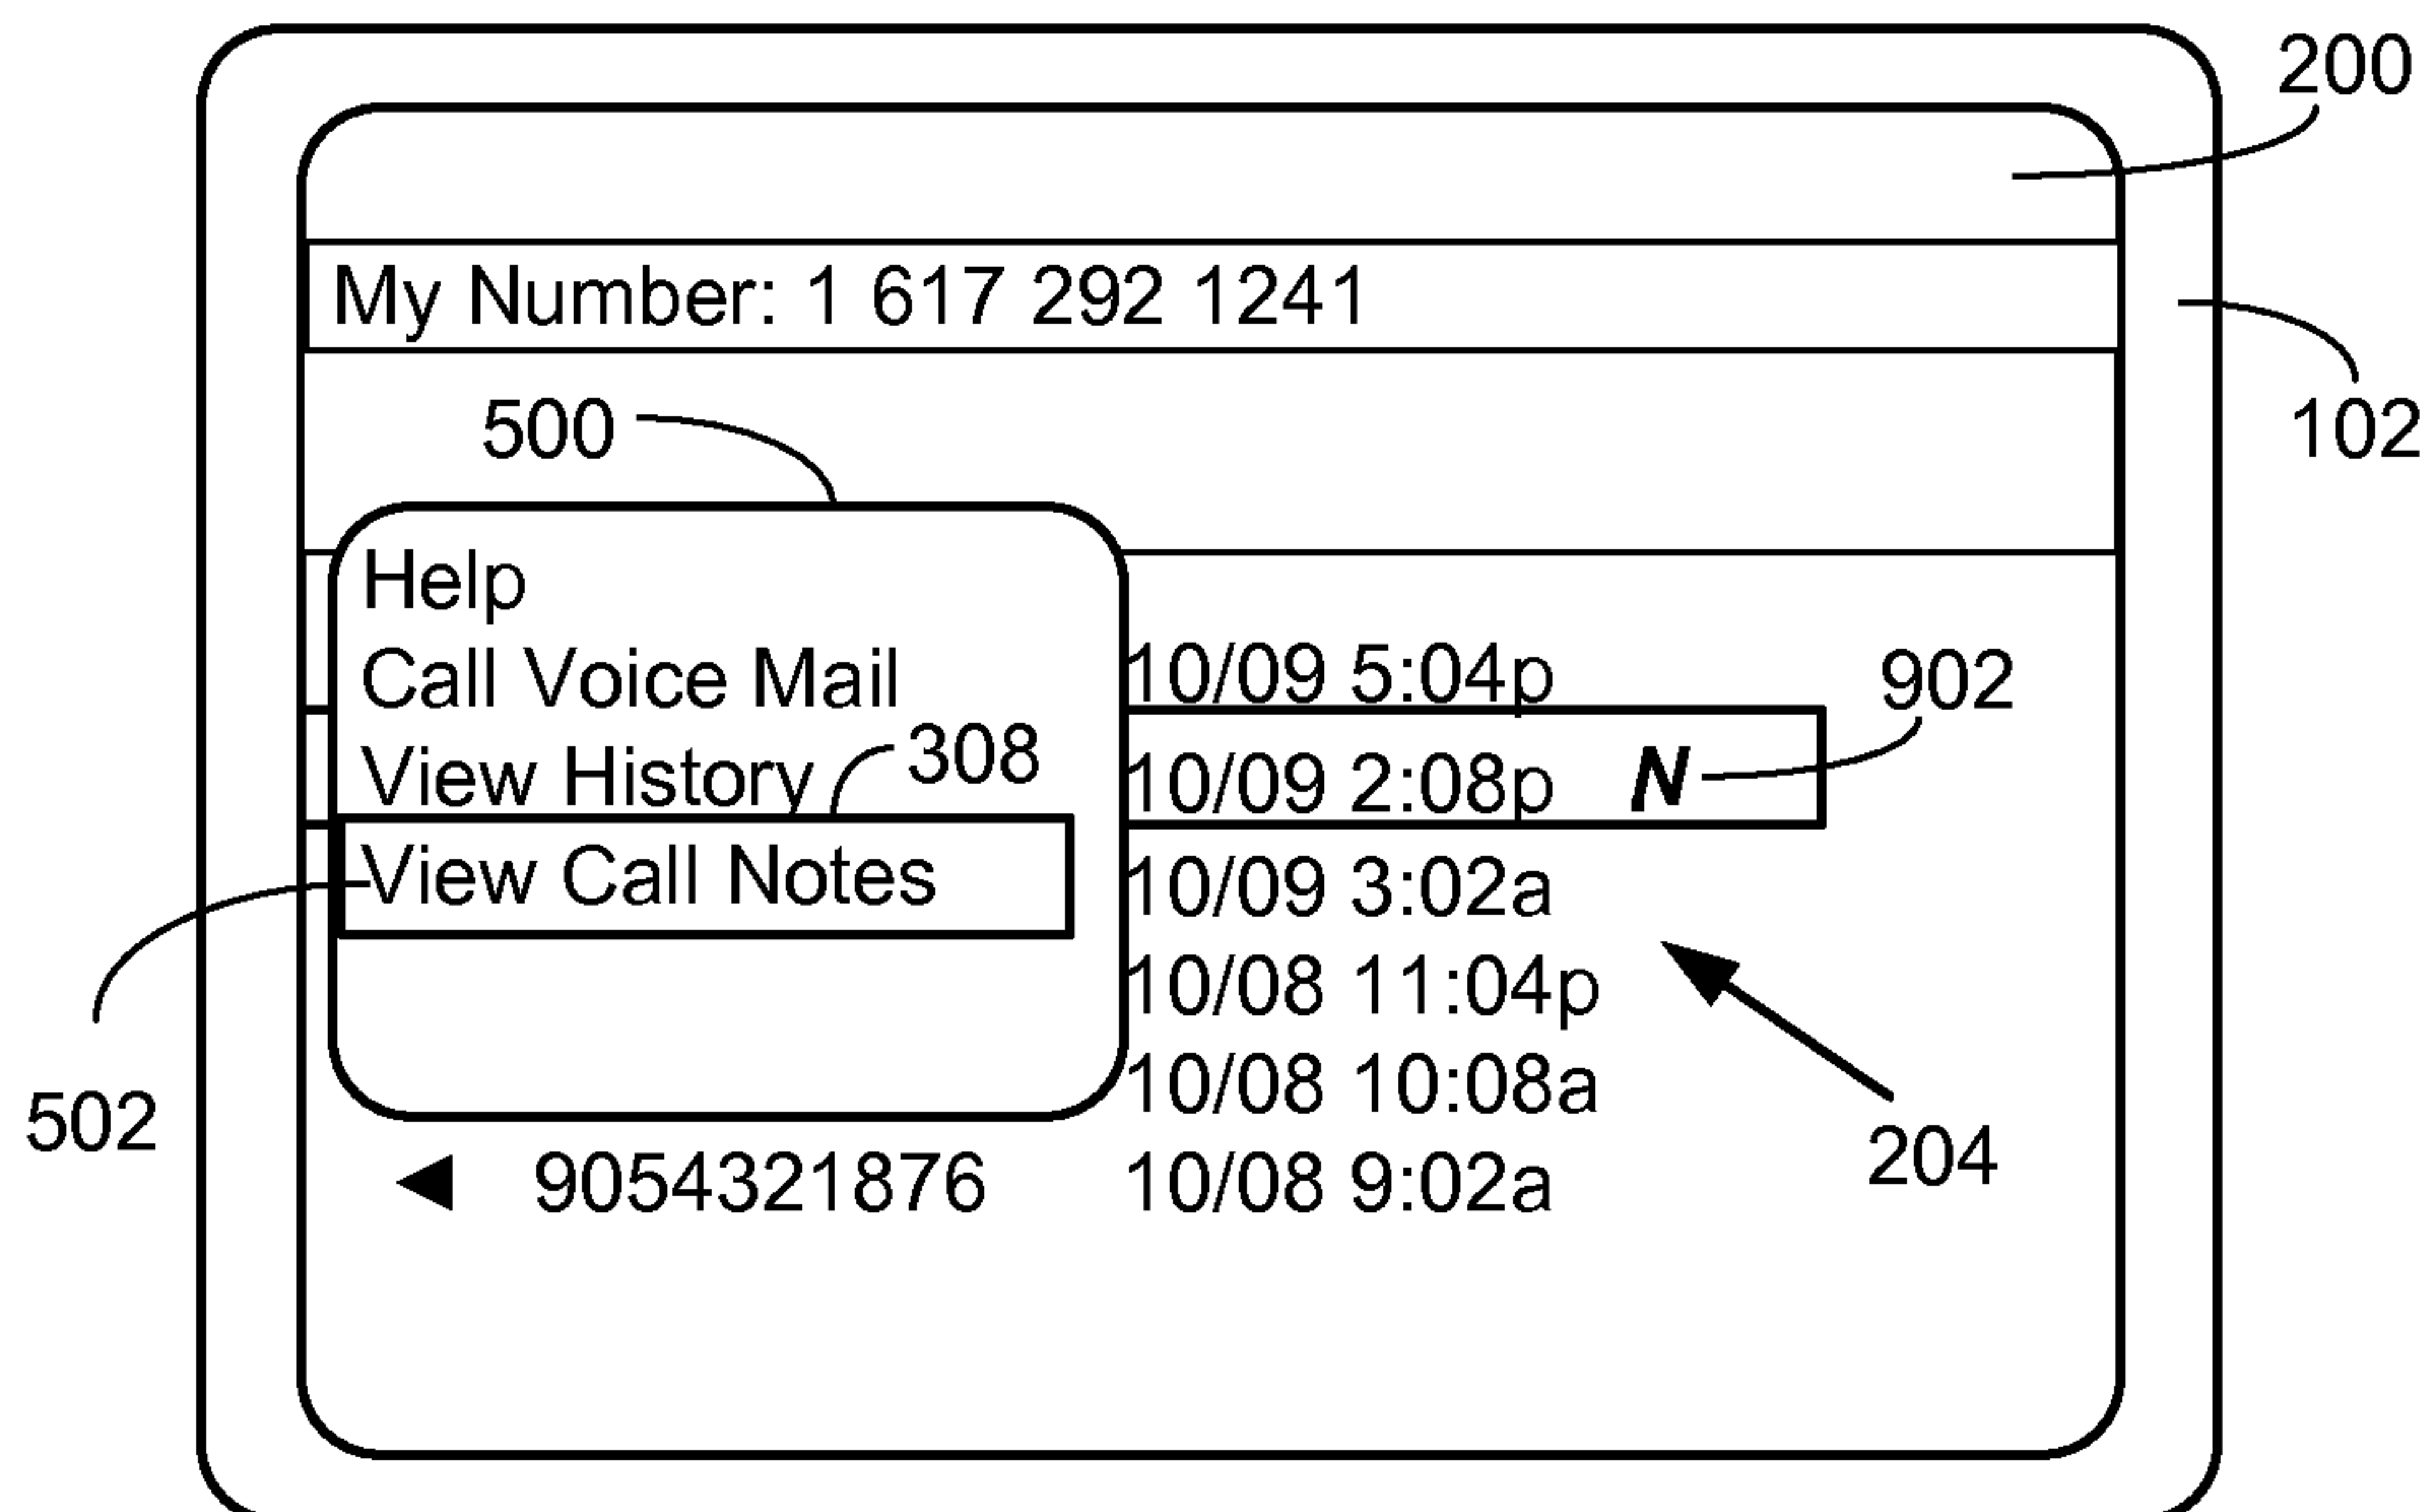 200
My Number: 1 617 292 1241
102
500
Help
Call Voice Mail
10/09 5:04p
902
View History
308
10/09 2:08p N
View Call Notes
10/09 3:02a
10/08 11:04p
10/08 10:08a
502
204
9054321876 10/08 9:02a